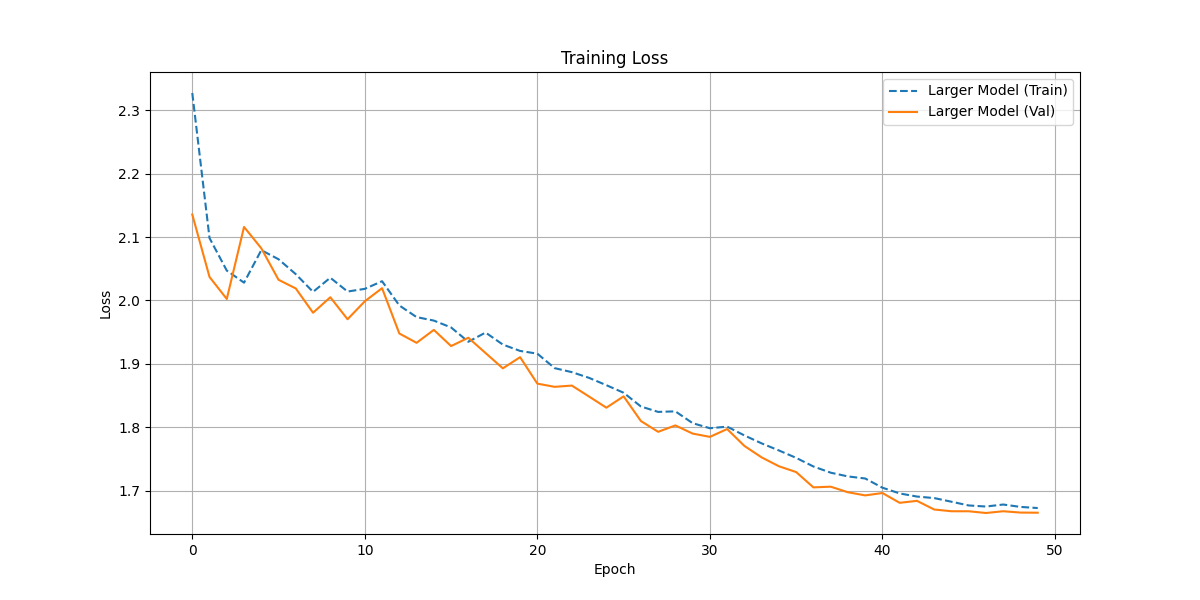 Training Loss
Larger Model (Train)
Larger Model (Val)
Loss
2.3
2.2
2.1
2.0
1.9
1.8
1.7
0
10
20
30
40
50
Epoch